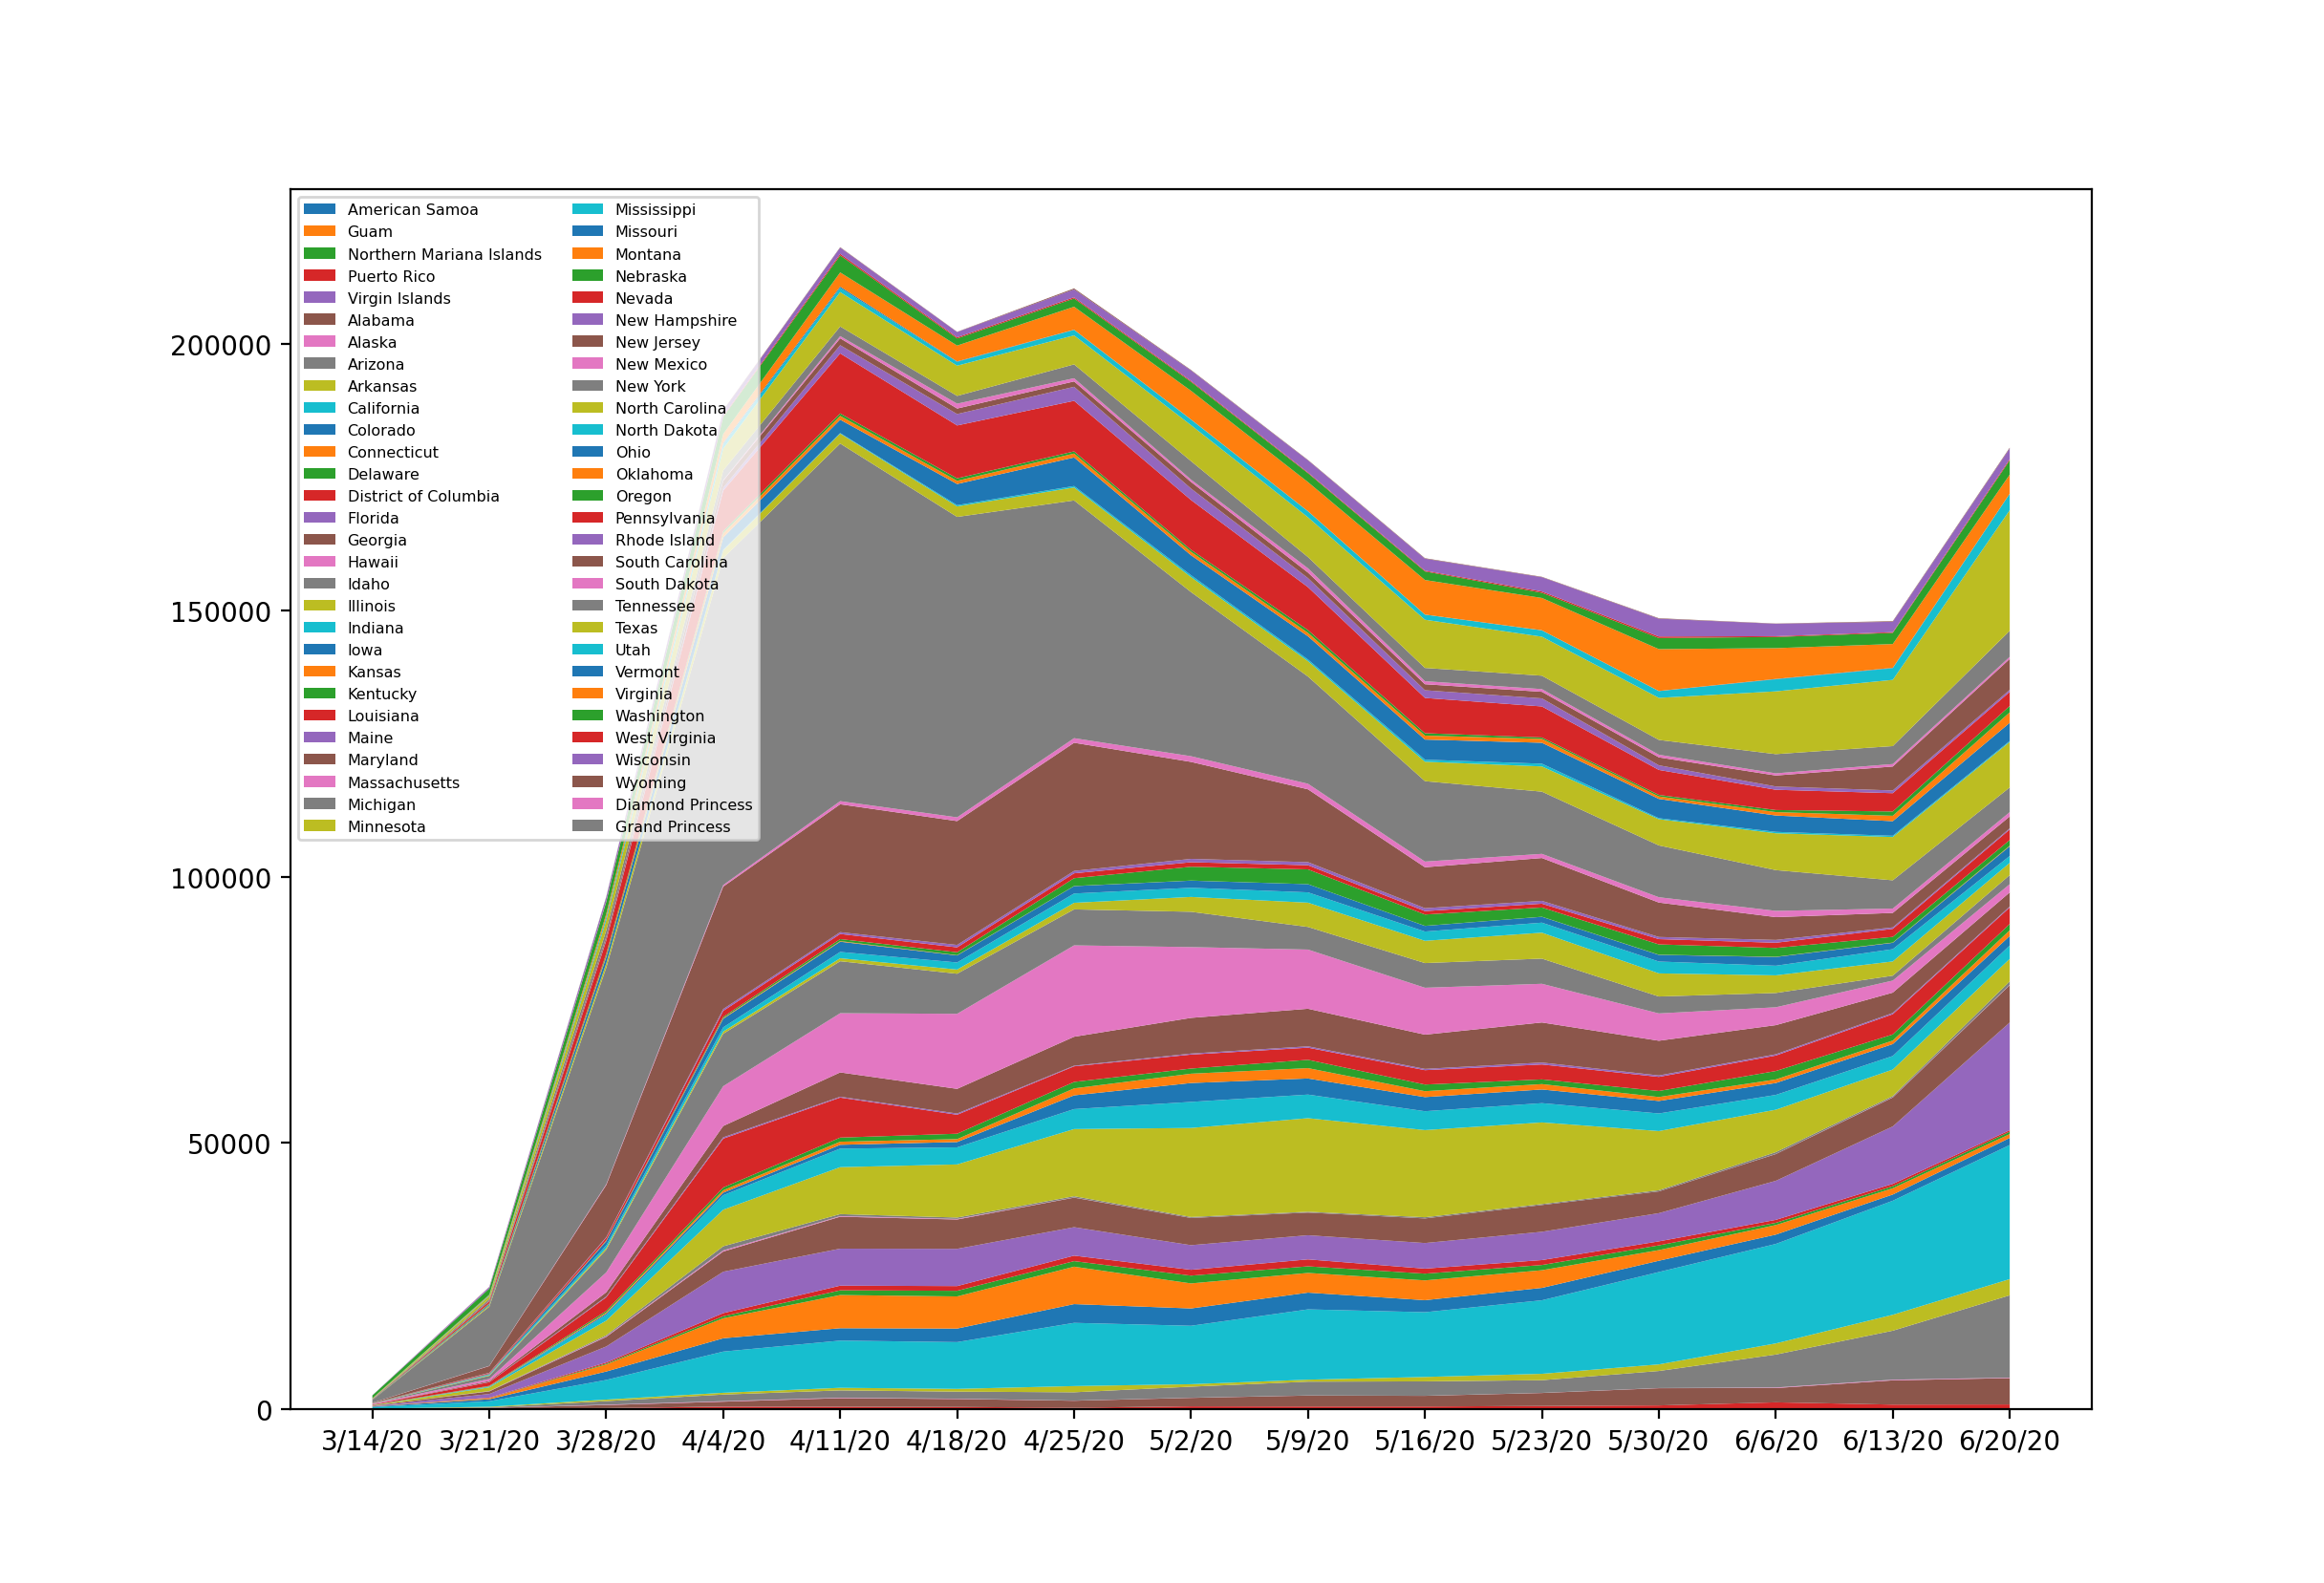 American Samoa
Guam
Northern Mariana Islands
Puerto Rico
Virgin Islands
Alabama
Alaska
Arizona
Arkansas
California
Colorado
Connecticut
Delaware
District of Columbia
Florida
Georgia
Hawaii
Idaho
Illinois
Indiana
Iowa
Kansas
Kentucky
Louisiana
Maine
Maryland
Massachusetts
Michigan
Minnesota
Mississippi
Missouri
Montana
Nebraska
Nevada
New Hampshire
New Jersey
New Mexico
New York
North Carolina
North Dakota
Ohio
Oklahoma
Oregon
Pennsylvania
Rhode Island
South Carolina
South Dakota
Tennessee
Texas
Utah
Vermont
Virginia
Washington
West Virginia
Wisconsin
Wyoming
Diamond Princess
Grand Princess
200000
150000
100000
50000
0
3/14/20 3/21/20 3/28/20 4/4/20 4/11/20 4/18/20 4/25/20 5/2/20 5/9/20 5/16/20 5/23/20 5/30/20 6/6/20 6/13/20 6/20/20